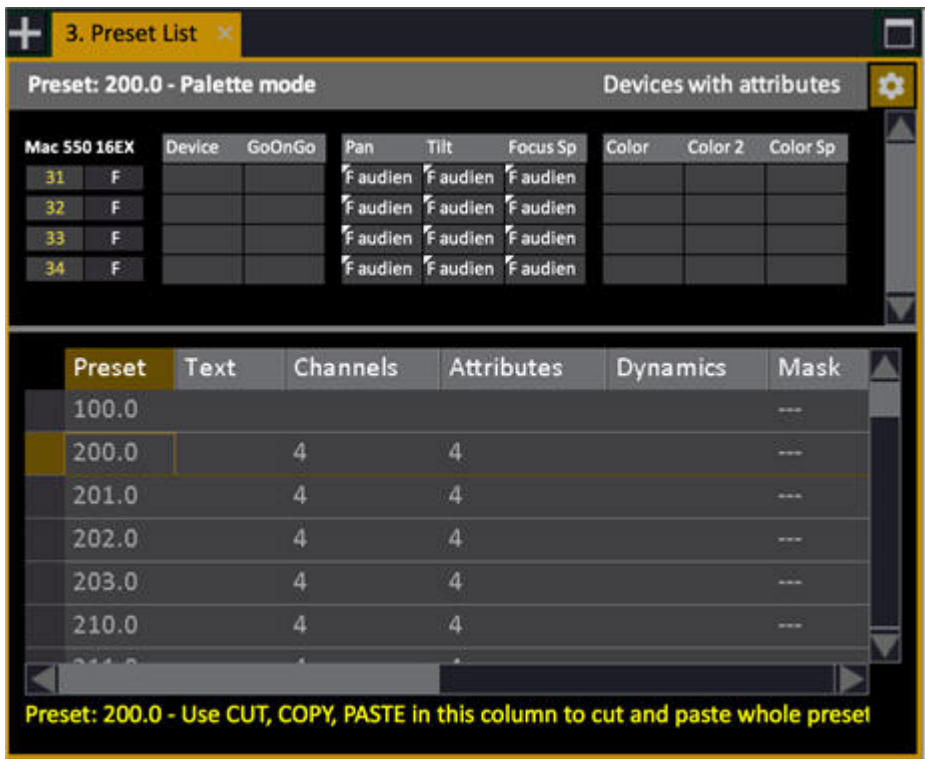 3. Preset List ×
Preset: 200.0 - Palette mode Devices with attributes
Mac 550 16EX Device GoOnGo Pan Tilt Focus Sp Color Color 2 Color Sp
31 F F audien F audien F audien
32 F F audien F audien F audien
33 F F audien F audien F audien
34 F F audien F audien F audien
Preset Text Channels Attributes Dynamics Mask
100.0 ---
200.0 4 4 ---
201.0 4 4 ---
202.0 4 4 ---
203.0 4 4 ---
210.0 4 4 ---
Preset: 200.0 - Use CUT, COPY, PASTE in this column to cut and paste whole preset